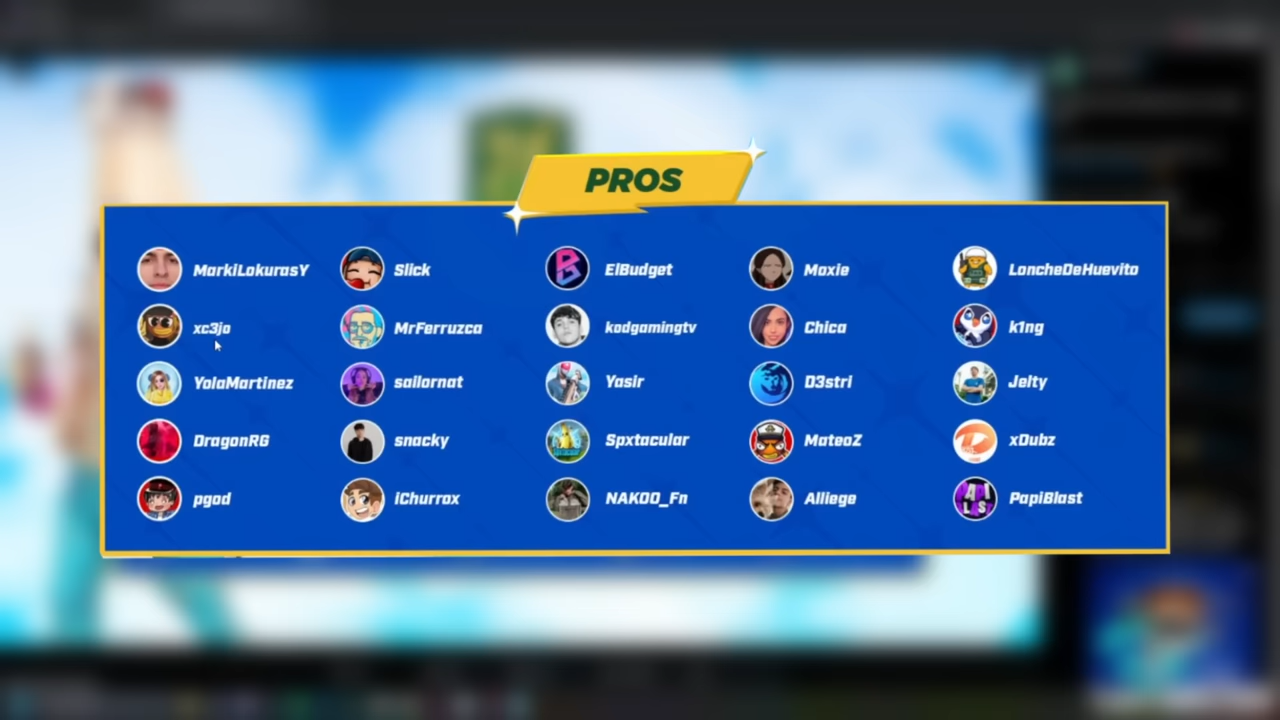 PROS
MarkiLokurasY Slick ElBudget Moxie LoncheDeHuevito
xc3jo MrFerruzca kodgamingtv Chica k1ng
YolaMartinez sailornat Yasir D3stri Jelty
DragonRG snacky Spxtacular MateoZ xDubz
pgod iChurrox NAKOO_Fn Alliege PapiBlast